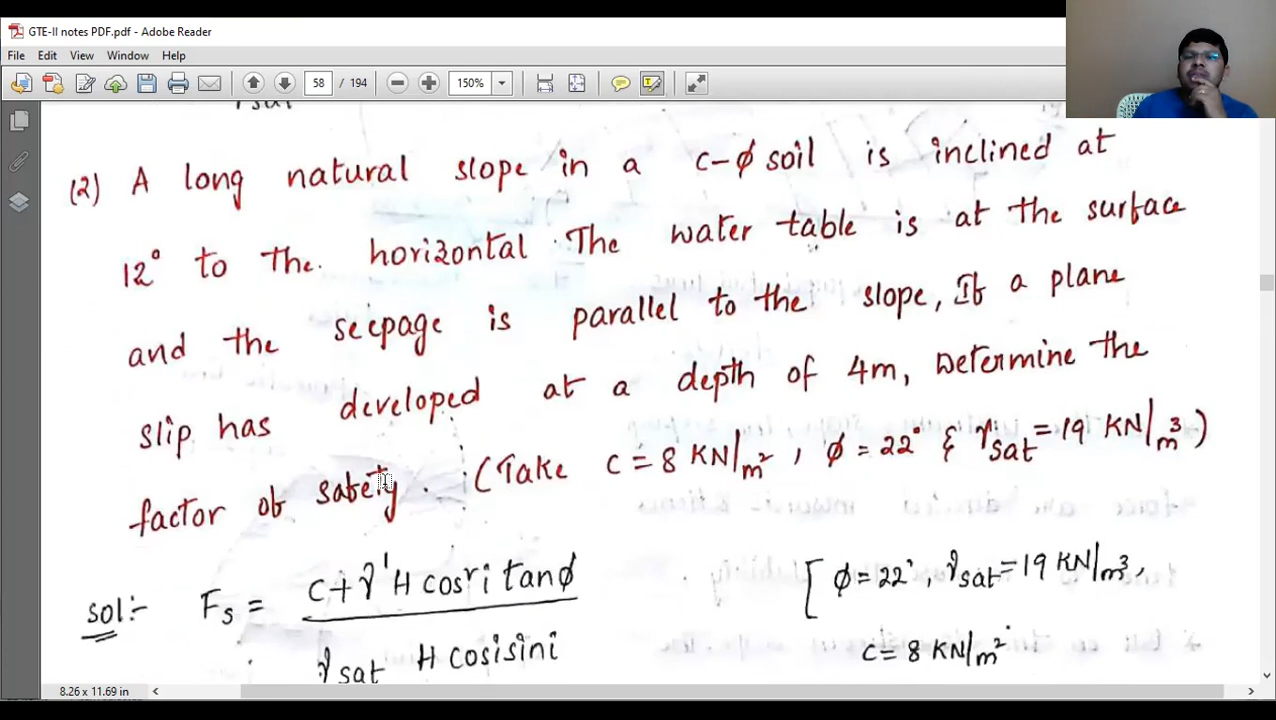 GTE-II notes PDF.pdf - Adobe Reader
File Edit View Window Help
58 / 194 150%
(2) A long natural slope in a c-φ soil is inclined at
12° to the horizontal. The water table is at the surface
and the seepage is parallel to the slope, If a plane
slip has developed at a depth of 4m, Determine the
factor of safety. (Take c = 8 KN/m², φ = 22° & γsat = 19 KN/m³)
Sol:- Fs = c+γ'H cos²i tanφ / γsat H cosi sini
[φ = 22°, γsat = 19 KN/m³,
c = 8 KN/m²
8.26 x 11.69 in